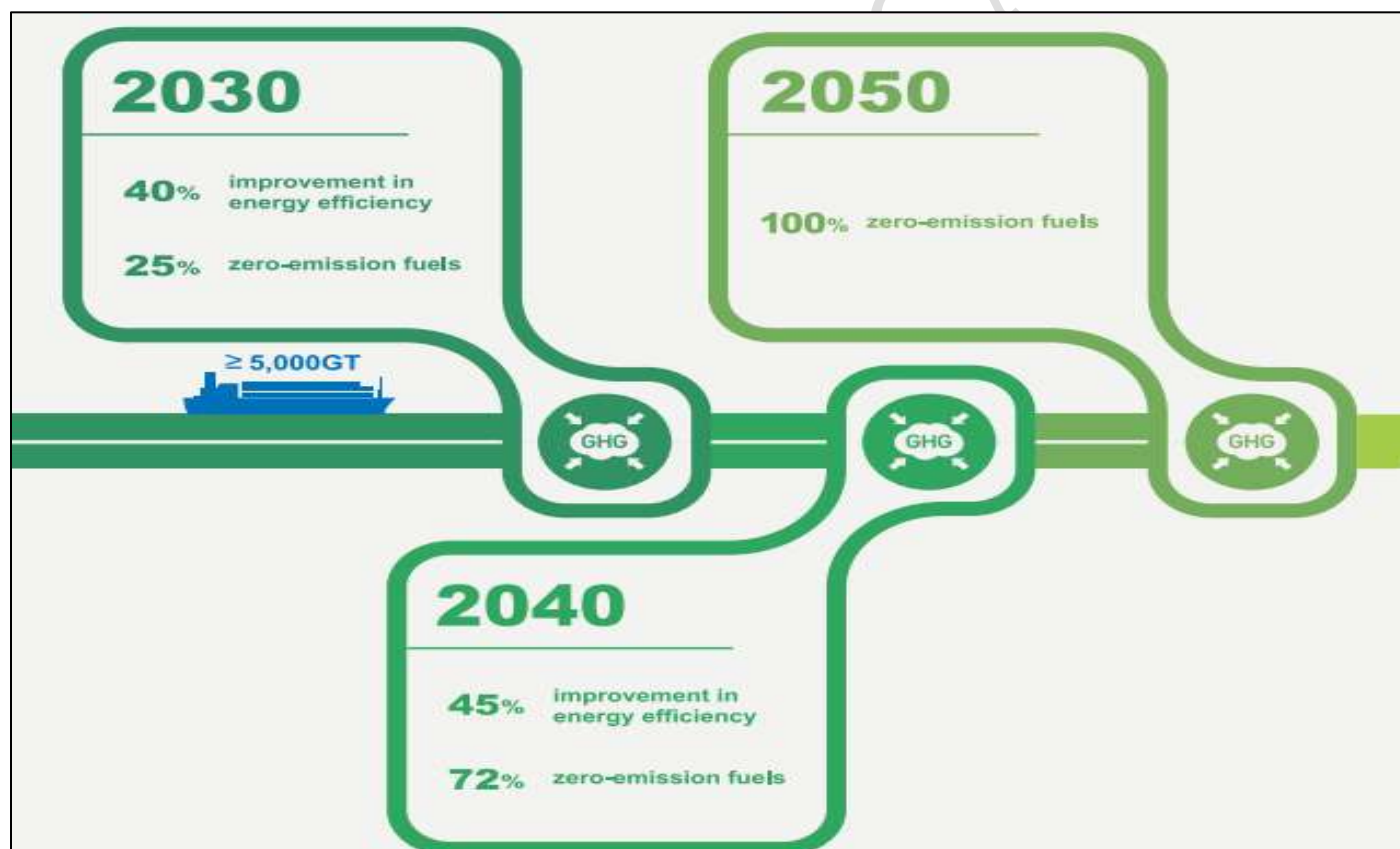 2030
40% improvement in
energy efficiency
25% zero-emission fuels
≥ 5,000GT
GHG
2040
45% improvement in
energy efficiency
72% zero-emission fuels
GHG
2050
100% zero-emission fuels
GHG